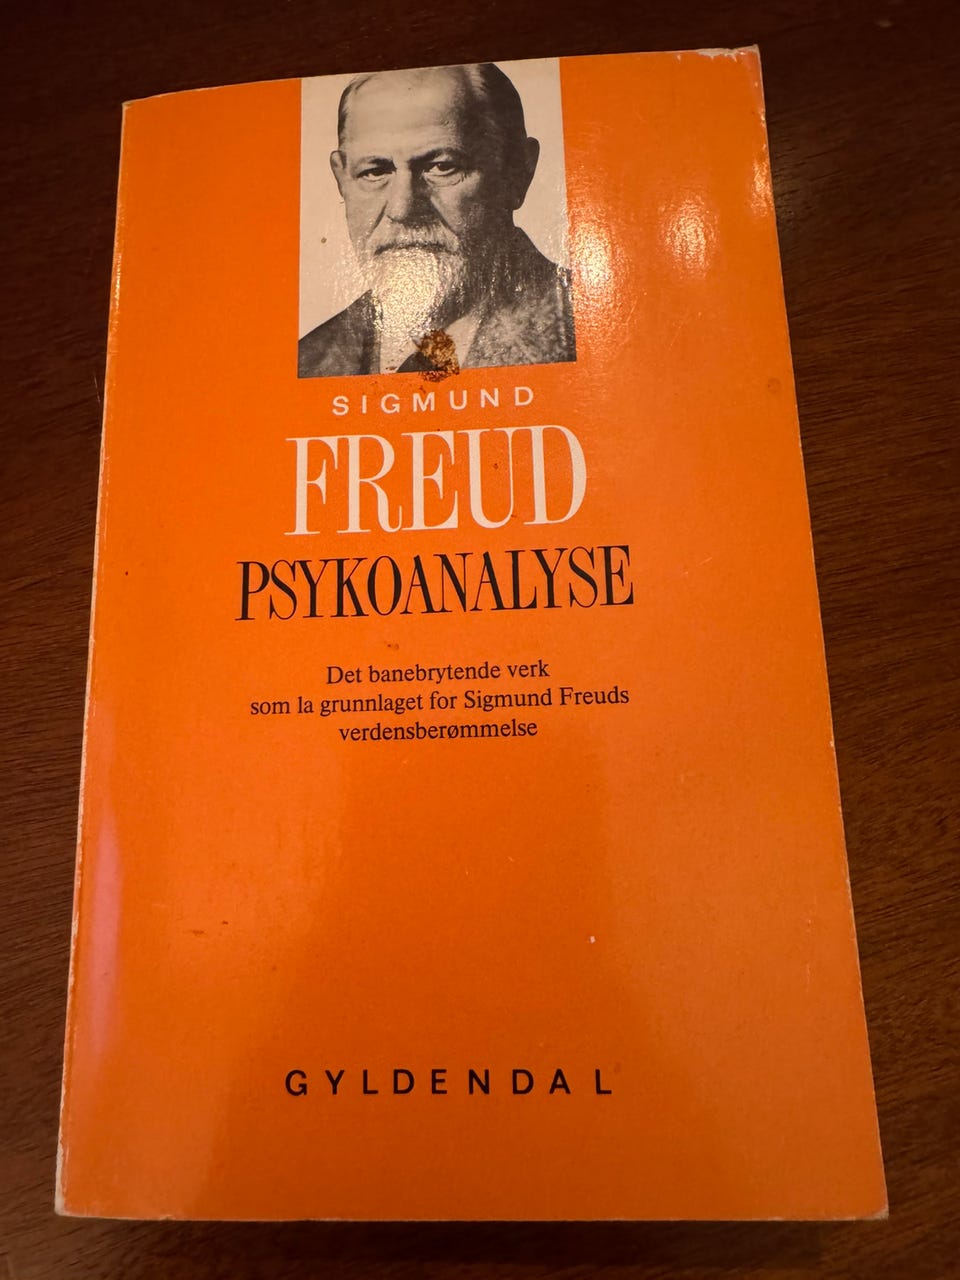 SIGMUND
FREUD
PSYKOANALYSE
Det banebrytende verk
som la grunnlaget for Sigmund Freuds
verdensberømmelse
GYLDENDAL